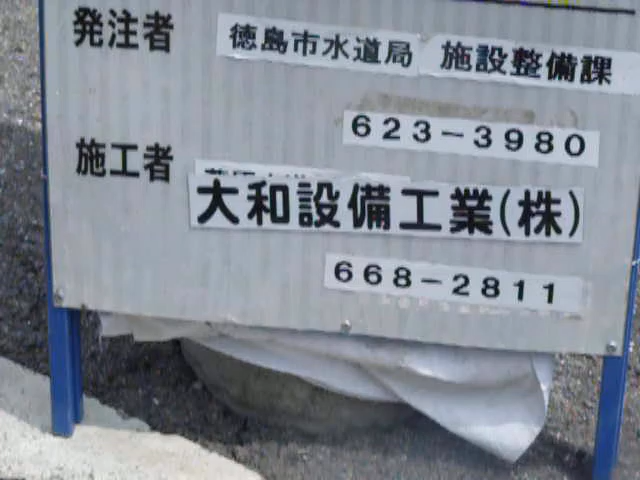 発注者 徳島市水道局 施設整備課
623-3980
施工者 大和設備工業(株)
668-2811